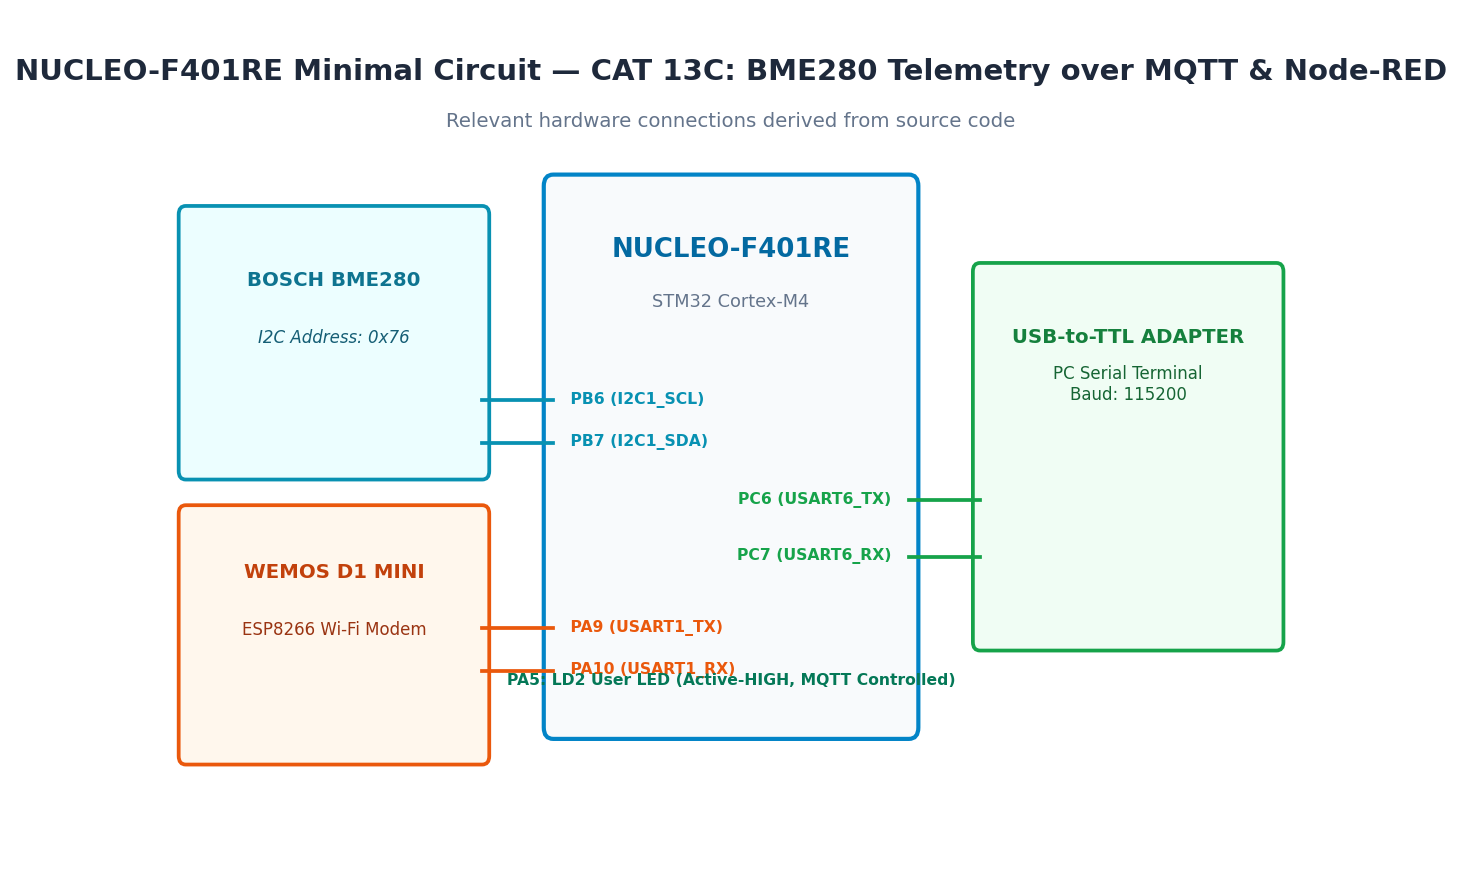 NUCLEO-F401RE Minimal Circuit — CAT 13C: BME280 Telemetry over MQTT & Node-RED
Relevant hardware connections derived from source code
BOSCH BME280
I2C Address: 0x76
NUCLEO-F401RE
STM32 Cortex-M4
PB6 (I2C1_SCL)
PB7 (I2C1_SDA)
PC6 (USART6_TX)
PC7 (USART6_RX)
PA9 (USART1_TX)
PA10 (USART1_RX)
PA5: LD2 User LED (Active-HIGH, MQTT Controlled)
USB-to-TTL ADAPTER
PC Serial Terminal
Baud: 115200
WEMOS D1 MINI
ESP8266 Wi-Fi Modem